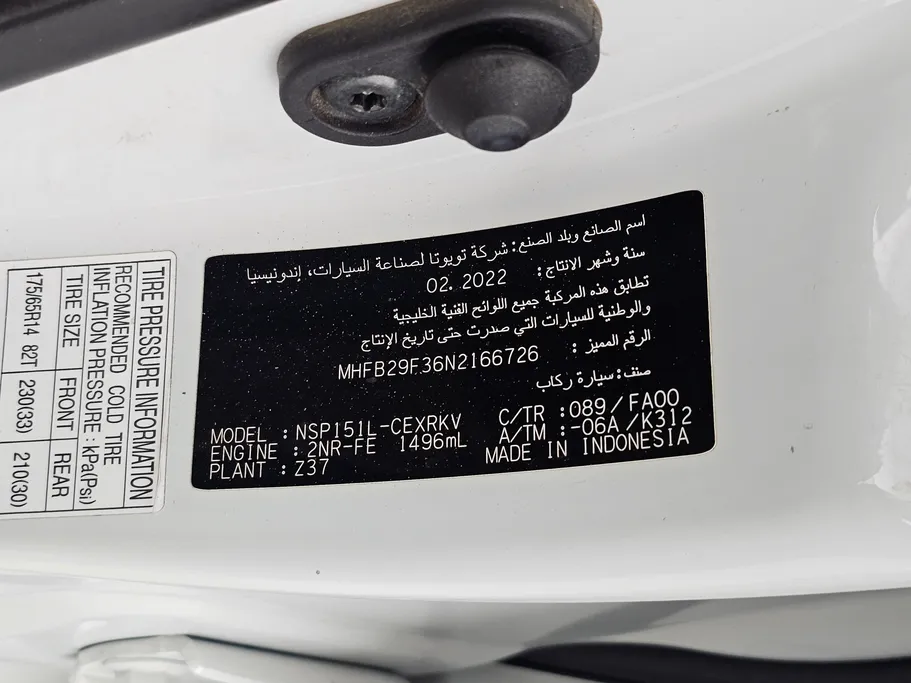 اسم الصانع وبلد الصنع: شركة تويوتا لصناعة السيارات، إندونيسيا
سنة وشهر الانتاج: 02. 2022
تطابق هذه المركبة جميع اللوائح الفنية الخليجية
والوطنية للسيارات التي صدرت حتى تاريخ الإنتاج
الرقم المميز: MHFB29F36N2166726
صنف: سيارة ركاب
MODEL : NSP151L-CEXRKV C/TR : 089/FA00
ENGINE : 2NR-FE 1496mL A/TM : -06A/K312
PLANT : Z37 MADE IN INDONESIA
TIRE PRESSURE INFORMATION
RECOMMENDED COLD TIRE
INFLATION PRESSURE : kPa(Psi)
TIRE SIZE FRONT REAR
175/65R14 82T 230(33) 210(30)